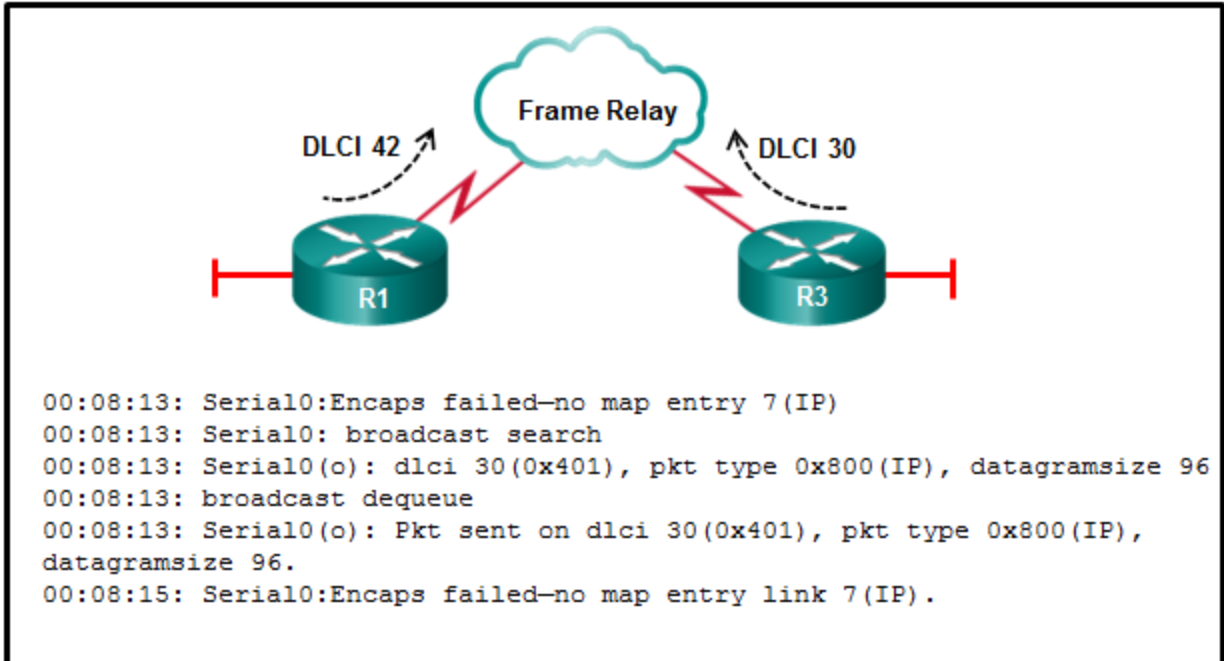 Frame Relay
DLCI 42
DLCI 30
R1
R3
00:08:13: Serial0:Encaps failed—no map entry 7(IP)
00:08:13: Serial0: broadcast search
00:08:13: Serial0(o): dlci 30(0x401), pkt type 0x800(IP), datagramsize 96
00:08:13: broadcast dequeue
00:08:13: Serial0(o): Pkt sent on dlci 30(0x401), pkt type 0x800(IP),
datagramsize 96.
00:08:15: Serial0:Encaps failed—no map entry link 7(IP).